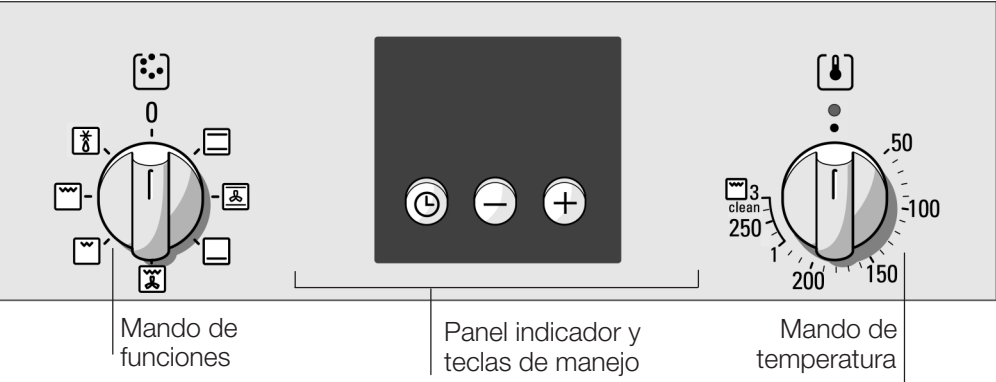 0
50
100
150
200
250
1
3
clean
Mando de
funciones
Panel indicador y
teclas de manejo
Mando de
temperatura